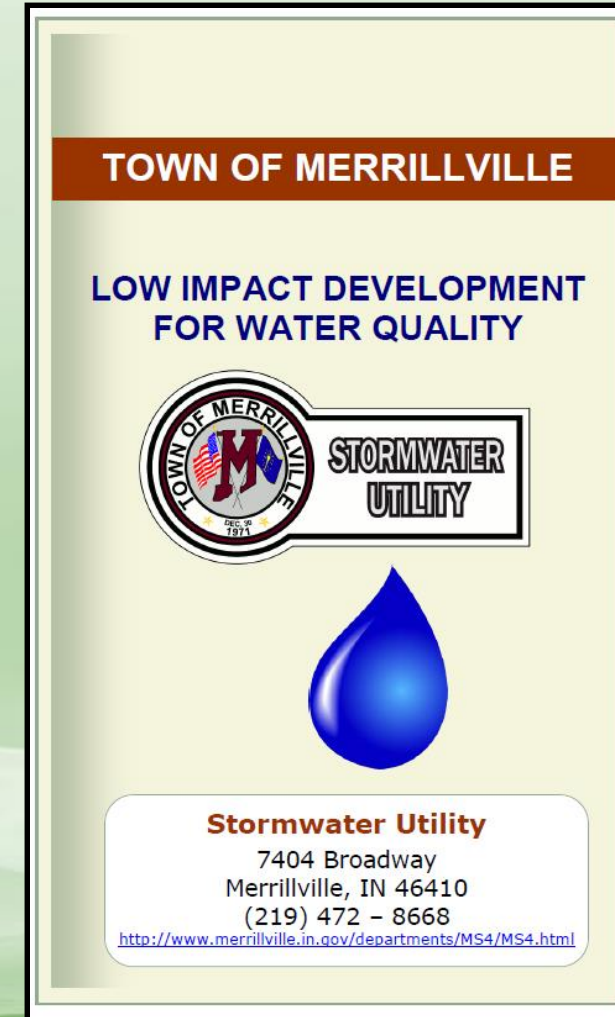 TOWN OF MERRILLVILLE
LOW IMPACT DEVELOPMENT
FOR WATER QUALITY
TOWN OF MERRILLVIILLE
M
DEC, 30
1971
STORMWATER
UTILITY
Stormwater Utility
7404 Broadway
Merrillville, IN 46410
(219) 472 – 8668
http://www.merrillville.in.gov/departments/MS4/MS4.html